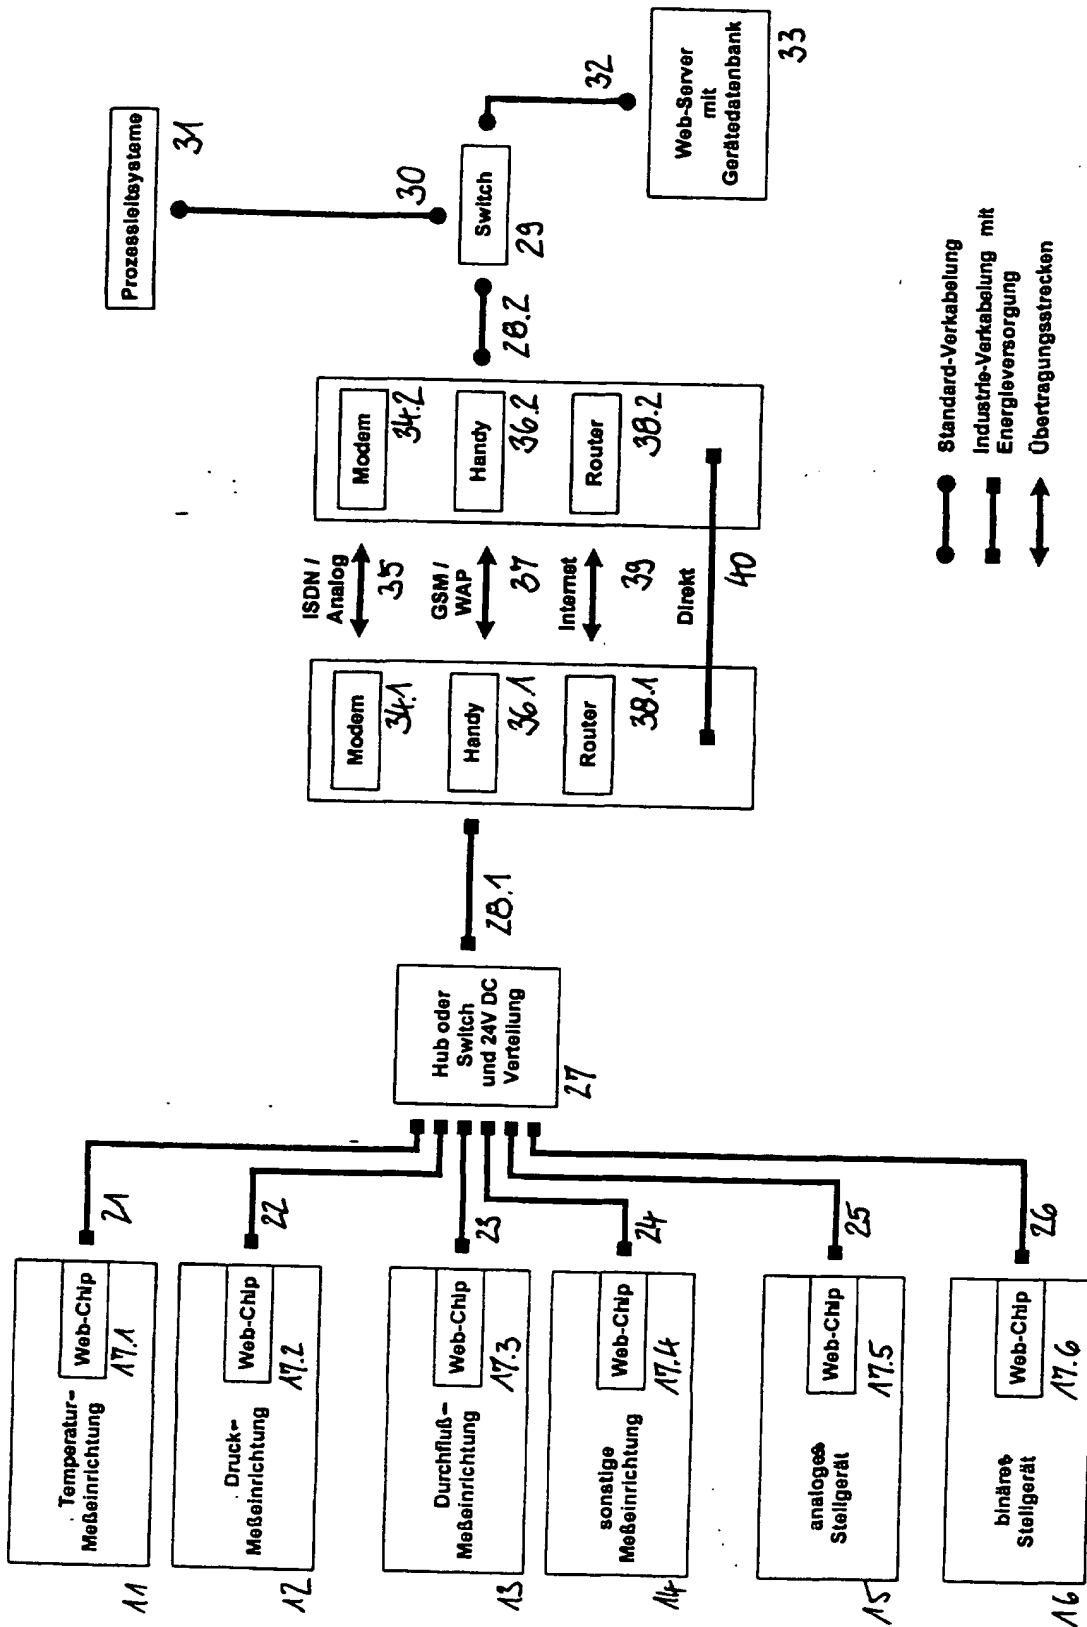 11
Temperatur-
Meßeinrichtung
Web-Chip
17.1
21
12
Druck-
Meßeinrichtung
Web-Chip
17.2
22
13
Durchfluß-
Meßeinrichtung
Web-Chip
17.3
23
14
sonstige
Meßeinrichtung
Web-Chip
17.4
24
15
analoges
Stellgerät
Web-Chip
17.5
25
16
binäres
Stellgerät
Web-Chip
17.6
26
Hub oder
Switch
und 24V DC
Verteilung
27
28.1
Modem
34.1
Handy
36.1
Router
38.1
ISDN /
Analog
35
GSM /
WAP
37
Internet
39
Direkt
40
Modem
34.2
Handy
36.2
Router
38.2
28.2
Switch
29
30
Prozessleitsysteme
31
32
Web-Server
mit
Gerätedatenbank
33
Standard-Verkabelung
Industrie-Verkabelung mit
Energieversorgung
Übertragungsstrecken